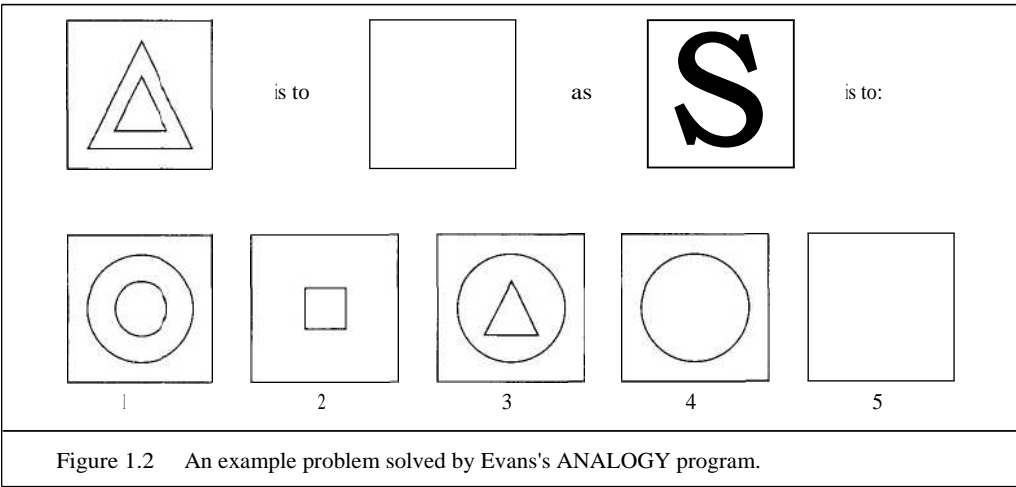 is to as S is to:
1 2 3 4 5
Figure 1.2 An example problem solved by Evans's ANALOGY program.